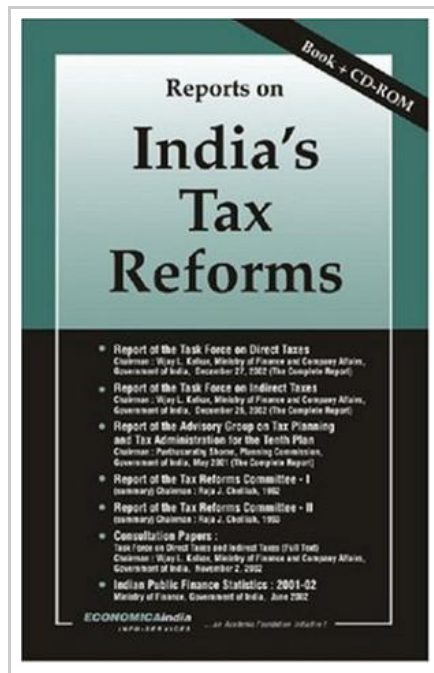 Book + CD-ROM
Reports on
India's
Tax
Reforms
Report of the Task Force on Direct Taxes
Chairman : Vijay L. Kelkar, Ministry of Finance and Company Affairs,
Government of India, December 27, 2002 (The Complete Report)
Report of the Task Force on Indirect Taxes
Chairman : Vijay L. Kelkar, Ministry of Finance and Company Affairs,
Government of India, December 28, 2002 (The Complete Report)
Report of the Advisory Group on Tax Planning
and Tax Administration for the Tenth Plan
Chairman : Parthasarathy Shome, Planning Commission,
Government of India, May 2001 (The Complete Report)
Report of the Tax Reforms Committee - I
(summary) Chairman : Raja J. Chelliah, 1992
Report of the Tax Reforms Committee - II
(summary) Chairman : Raja J. Chelliah, 1993
Consultation Papers :
Task Force on Direct Taxes and Indirect Taxes (Full Text)
Chairman : Vijay L. Kelkar, Ministry of Finance and Company Affairs,
Government of India, November 2, 2002
Indian Public Finance Statistics : 2001-02
Ministry of Finance, Government of India, June 2002
ECONOMICAindia
INFO-SERVICES
...an Academic Foundation initiative!